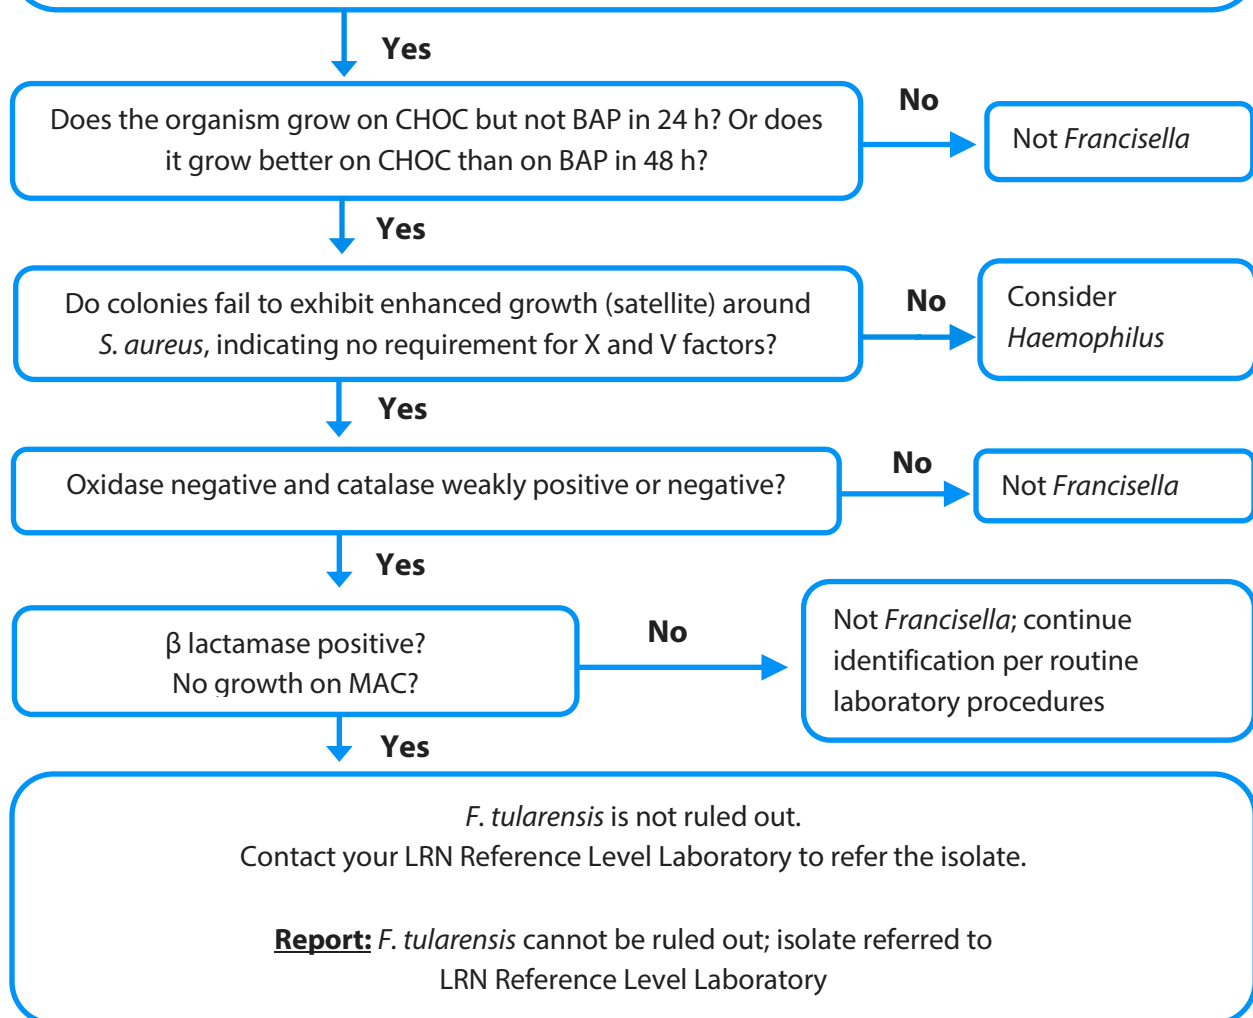 Yes
Does the organism grow on CHOC but not BAP in 24 h? Or does
it grow better on CHOC than on BAP in 48 h?
No
Not Francisella
Yes
Do colonies fail to exhibit enhanced growth (satellite) around
S. aureus, indicating no requirement for X and V factors?
No
Consider
Haemophilus
Yes
Oxidase negative and catalase weakly positive or negative?
No
Not Francisella
Yes
β lactamase positive?
No growth on MAC?
No
Not Francisella; continue
identification per routine
laboratory procedures
Yes
F. tularensis is not ruled out.
Contact your LRN Reference Level Laboratory to refer the isolate.
Report: F. tularensis cannot be ruled out; isolate referred to
LRN Reference Level Laboratory